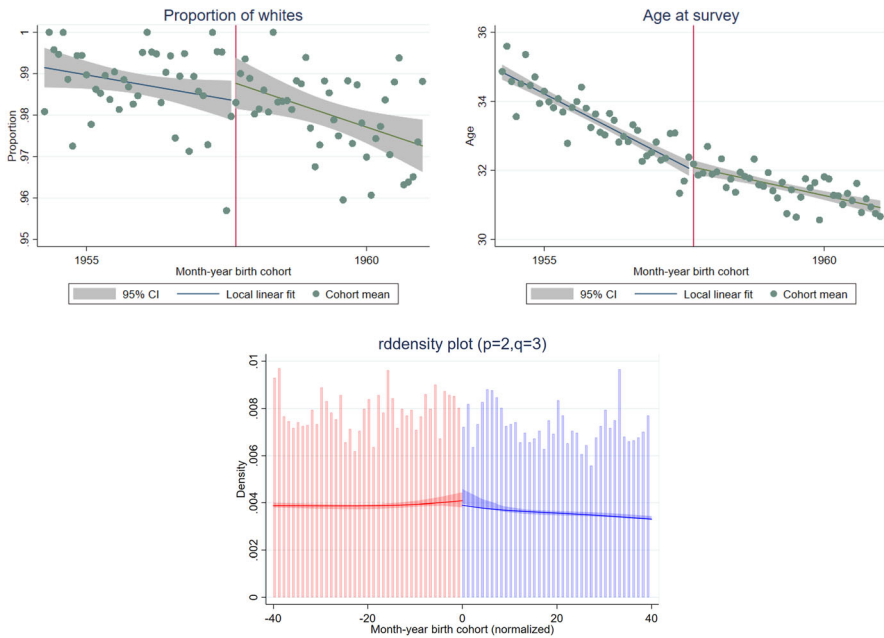 Proportion of whites
Proportion
1
.99
.98
.97
.96
.95
1955
1960
Month-year birth cohort
95% CI
Local linear fit
Cohort mean
Age at survey
Age
36
34
32
30
1955
1960
Month-year birth cohort
95% CI
Local linear fit
Cohort mean
rddensity plot (p=2,q=3)
Density
.01
.008
.006
.004
.002
0
-40
-20
0
20
40
Month-year birth cohort (normalized)